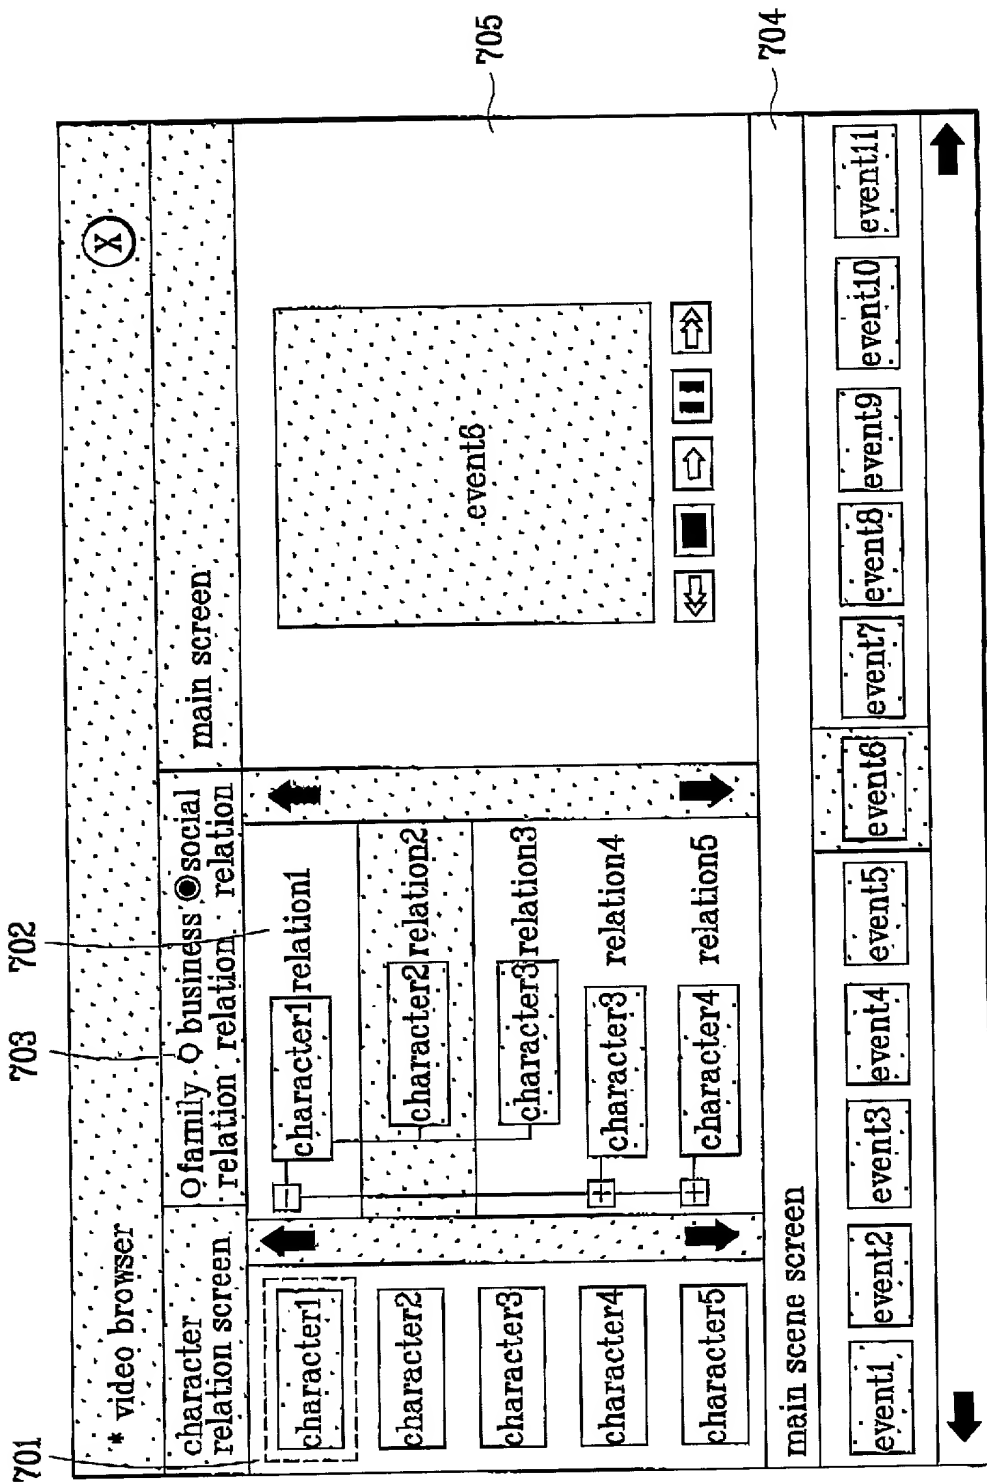 703
702
* video browser
X
701
character
relation screen
family
relation
business
relation
social
relation
main screen
character1
character2
character3
character4
character5
−
character1
relation1
character2
relation2
character3
relation3
+
character3
relation4
+
character4
relation5
event6
705
main scene screen
704
event1
event2
event3
event4
event5
event6
event7
event8
event9
event10
event11